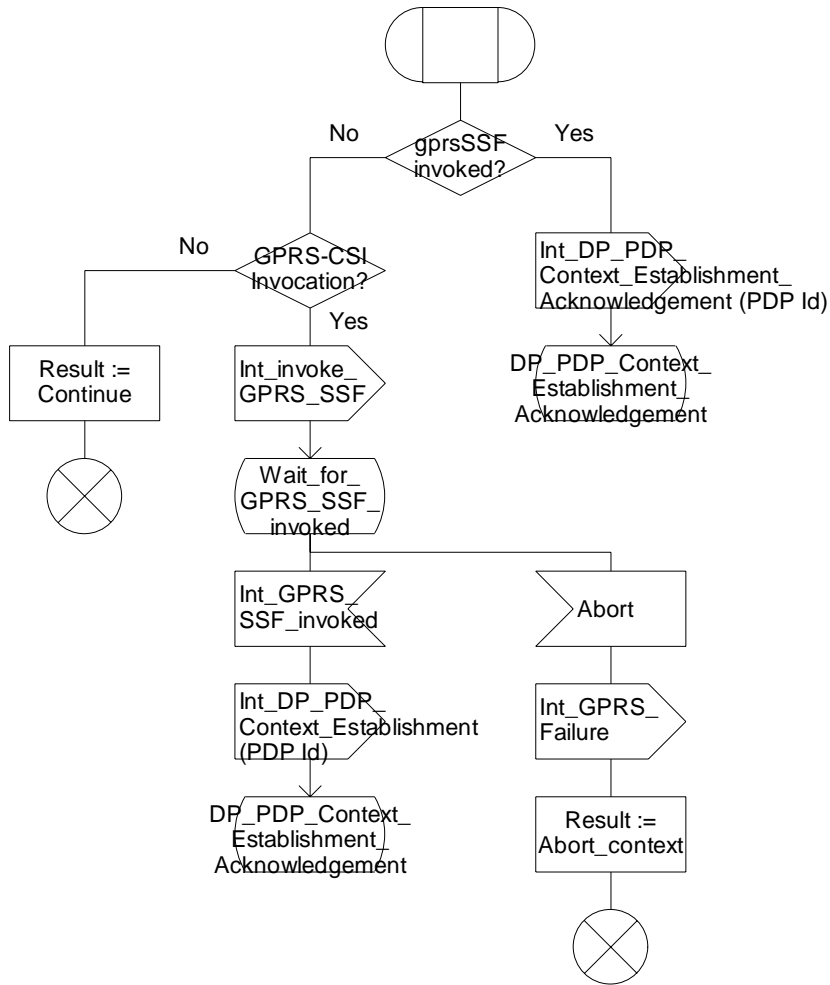 gprsSSF
invoked?
No
Yes
GPRS-CSI
Invocation?
No
Yes
Int_DP_PDP_
Context_Establishment_
Acknowledgement (PDP Id)
Result :=
Continue
Int_invoke_
GPRS_SSF
DP_PDP_Context_
Establishment_
Acknowledgement
Wait_for_
GPRS_SSF_
invoked
Int_GPRS_
SSF_invoked
Abort
Int_DP_PDP_
Context_Establishment
(PDP Id)
Int_GPRS_
Failure
DP_PDP_Context_
Establishment_
Acknowledgement
Result :=
Abort_context